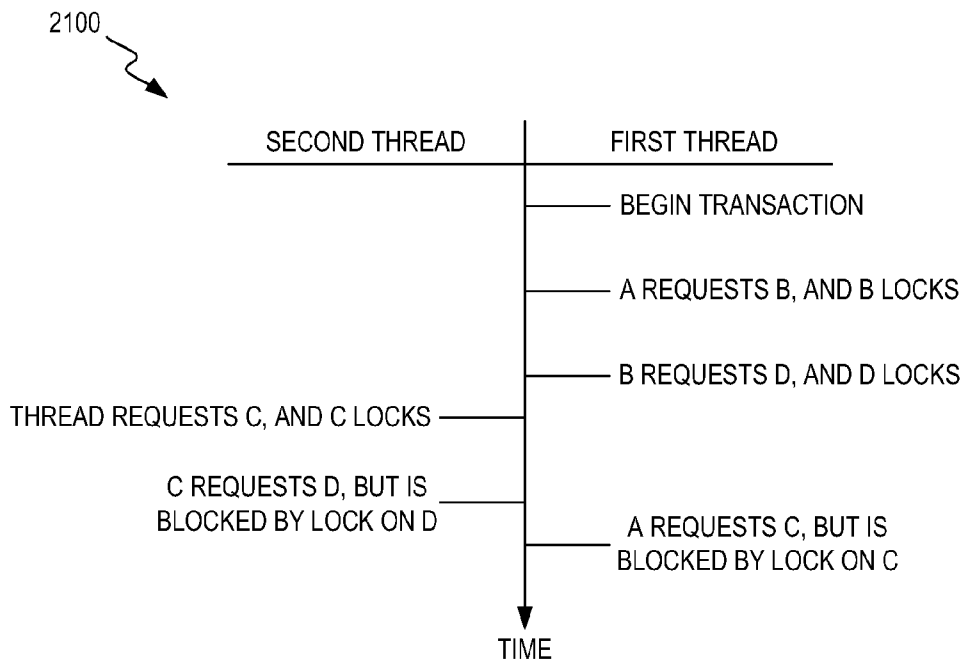 2100
SECOND THREAD
FIRST THREAD
BEGIN TRANSACTION
A REQUESTS B, AND B LOCKS
B REQUESTS D, AND D LOCKS
THREAD REQUESTS C, AND C LOCKS
C REQUESTS D, BUT IS
BLOCKED BY LOCK ON D
A REQUESTS C, BUT IS
BLOCKED BY LOCK ON C
TIME